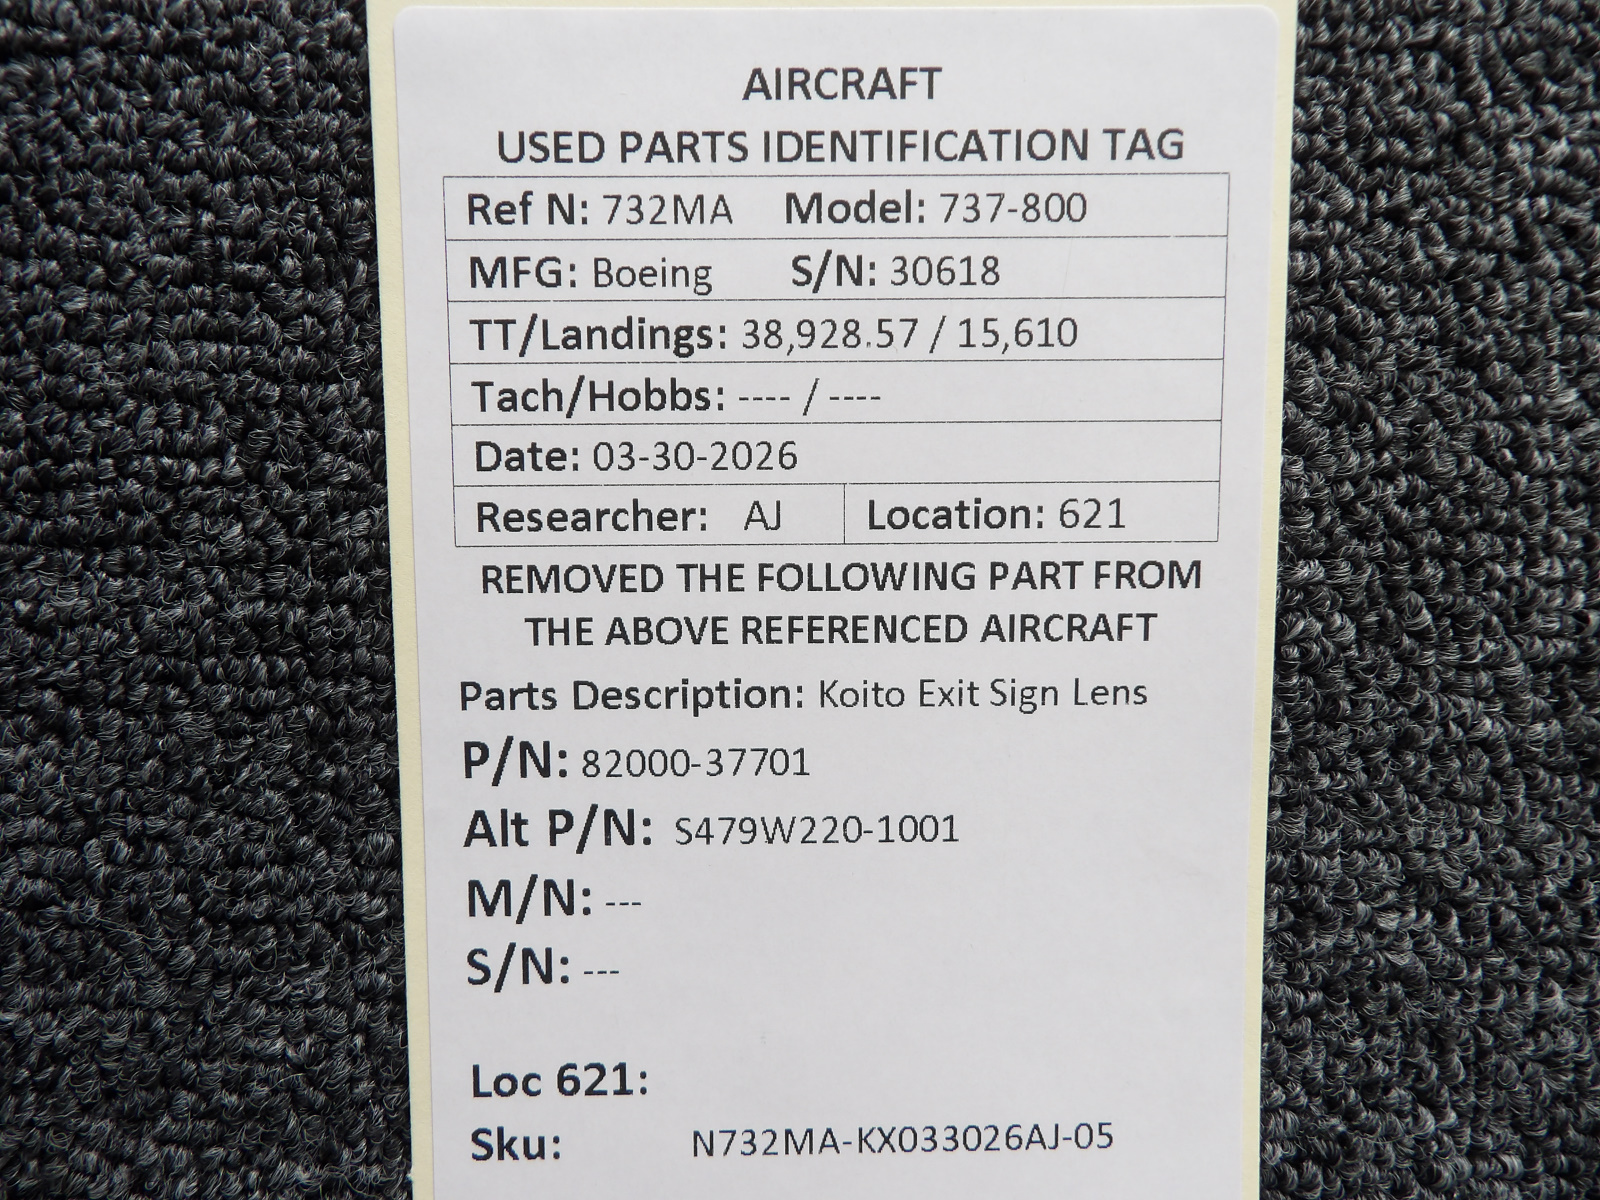 AIRCRAFT
USED PARTS IDENTIFICATION TAG
Ref N: 732MA Model: 737-800
MFG: Boeing S/N: 30618
TT/Landings: 38,928.57 / 15,610
Tach/Hobbs: ---- / ----
Date: 03-30-2026
Researcher: AJ Location: 621
REMOVED THE FOLLOWING PART FROM
THE ABOVE REFERENCED AIRCRAFT
Parts Description: Koito Exit Sign Lens
P/N: 82000-37701
Alt P/N: S479W220-1001
M/N: ---
S/N: ---
Loc 621:
Sku: N732MA-KX033026AJ-05